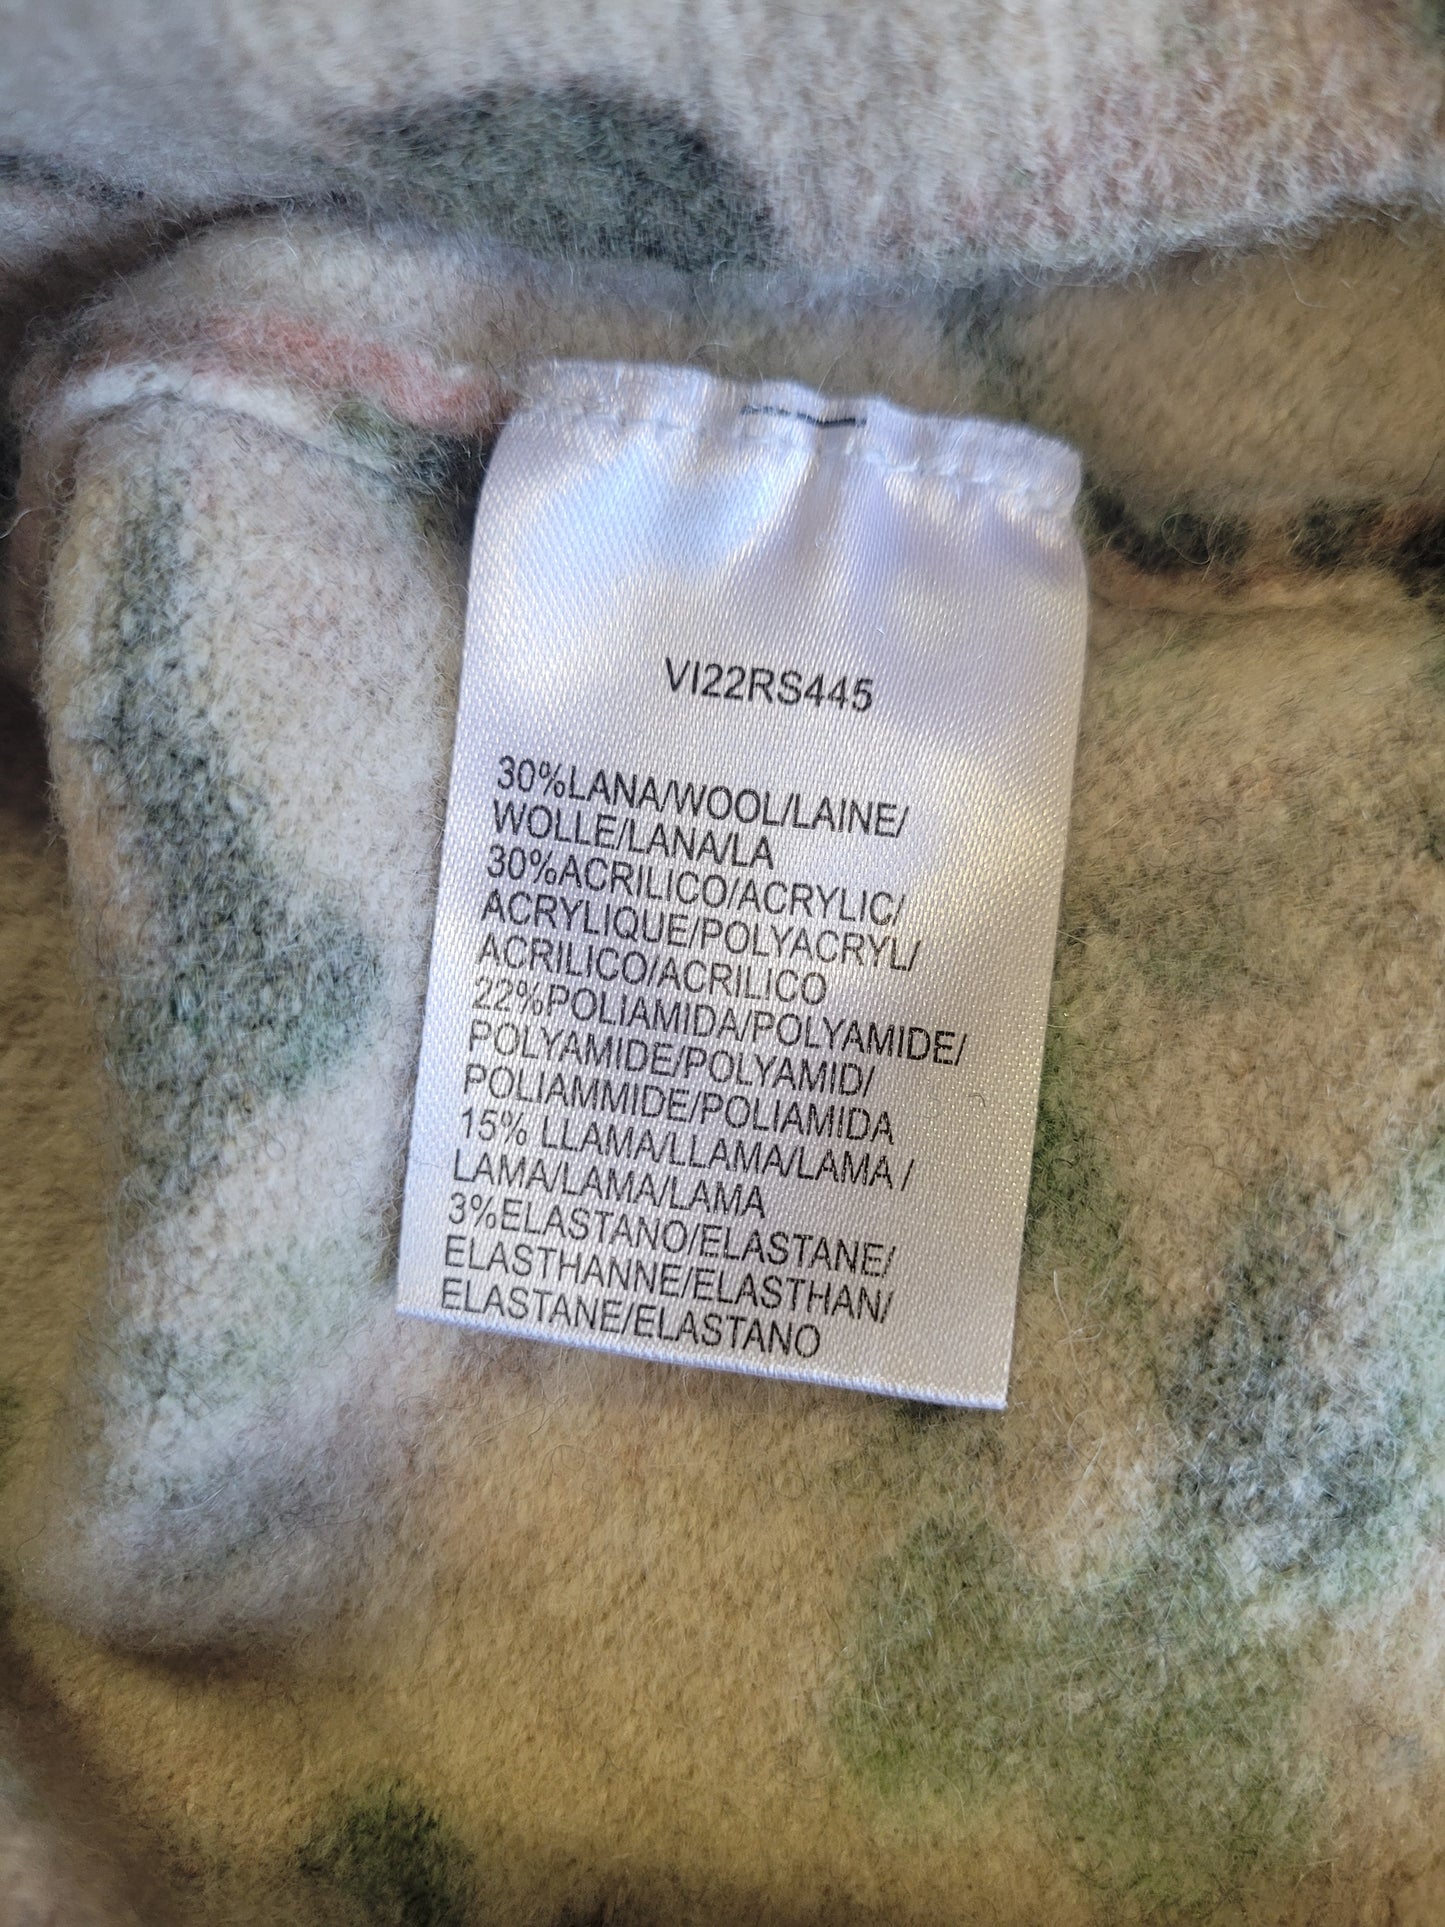 VI22RS445
30%LANA/WOOL/LAINE/
WOLLE/LANA/LA
30%ACRILICO/ACRYLIC/
ACRYLIQUE/POLYACRYL/
ACRILICO/ACRILICO
22%POLIAMIDA/POLYAMIDE/
POLYAMIDE/POLYAMID/
POLIAMMIDE/POLIAMIDA
15% LLAMA/LLAMA/LAMA /
LAMA/LAMA/LAMA
3%ELASTANO/ELASTANE/
ELASTHANNE/ELASTHAN/
ELASTANE/ELASTANO